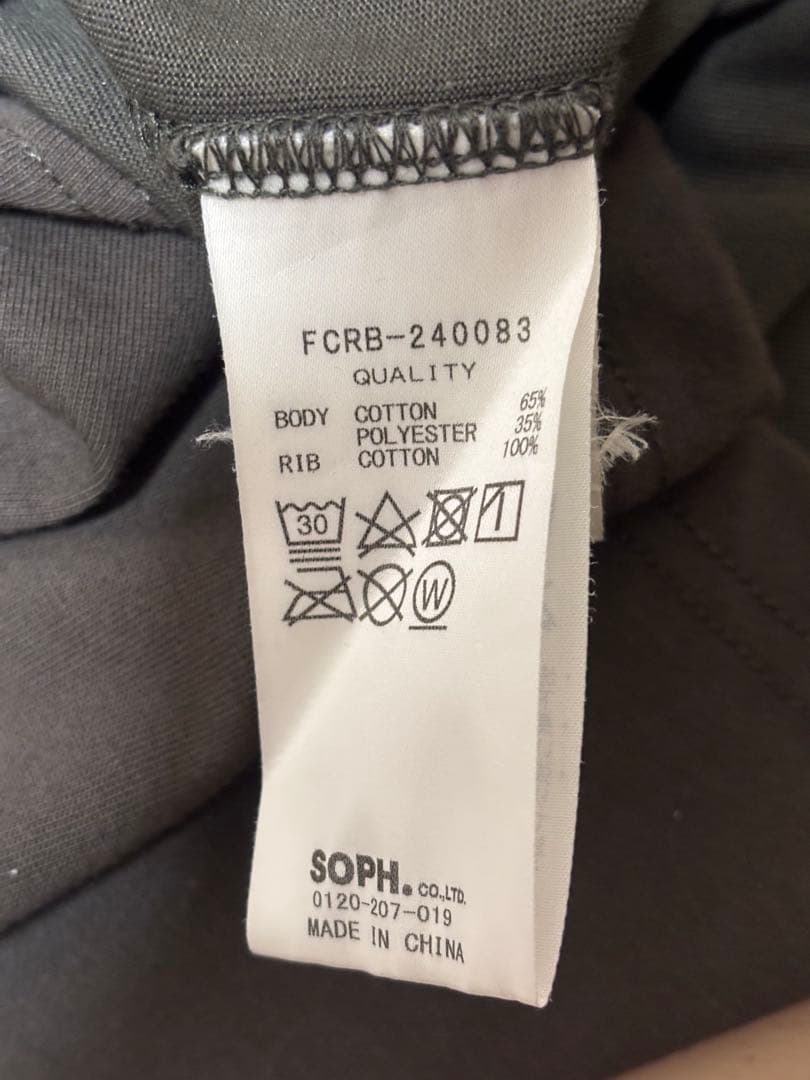 FCRB-240083
QUALITY
BODY COTTON 65%
POLYESTER 35%
RIB COTTON 100%
30
W
SOPH. CO.,LTD.
0120-207-019
MADE IN CHINA